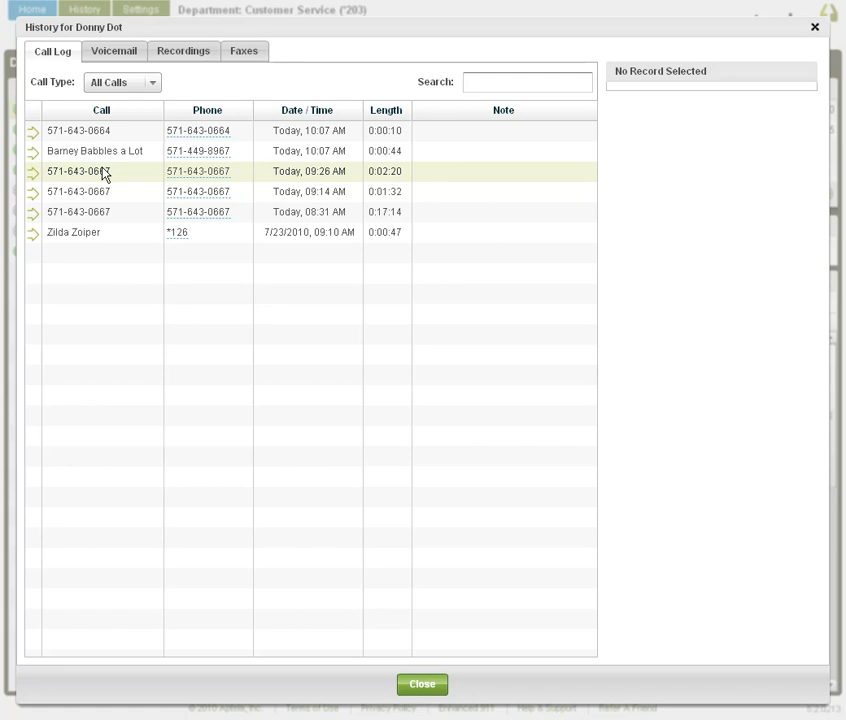 Home History Settings Department: Customer Service (*203)
History for Donny Dot
Call Log Voicemail Recordings Faxes
Call Type: All Calls Search:
No Record Selected
Call Phone Date / Time Length Note
571-643-0664 571-643-0664 Today, 10:07 AM 0:00:10
Barney Babbles a Lot 571-449-8967 Today, 10:07 AM 0:00:44
571-643-0667 571-643-0667 Today, 09:26 AM 0:02:20
571-643-0667 571-643-0667 Today, 09:14 AM 0:01:32
571-643-0667 571-643-0667 Today, 08:31 AM 0:17:14
Zilda Zoiper *126 7/23/2010, 09:10 AM 0:00:47
Close
© 2010 Aptela, Inc. Terms of Use Privacy Policy Enhanced 911 Help & Support Refer A Friend